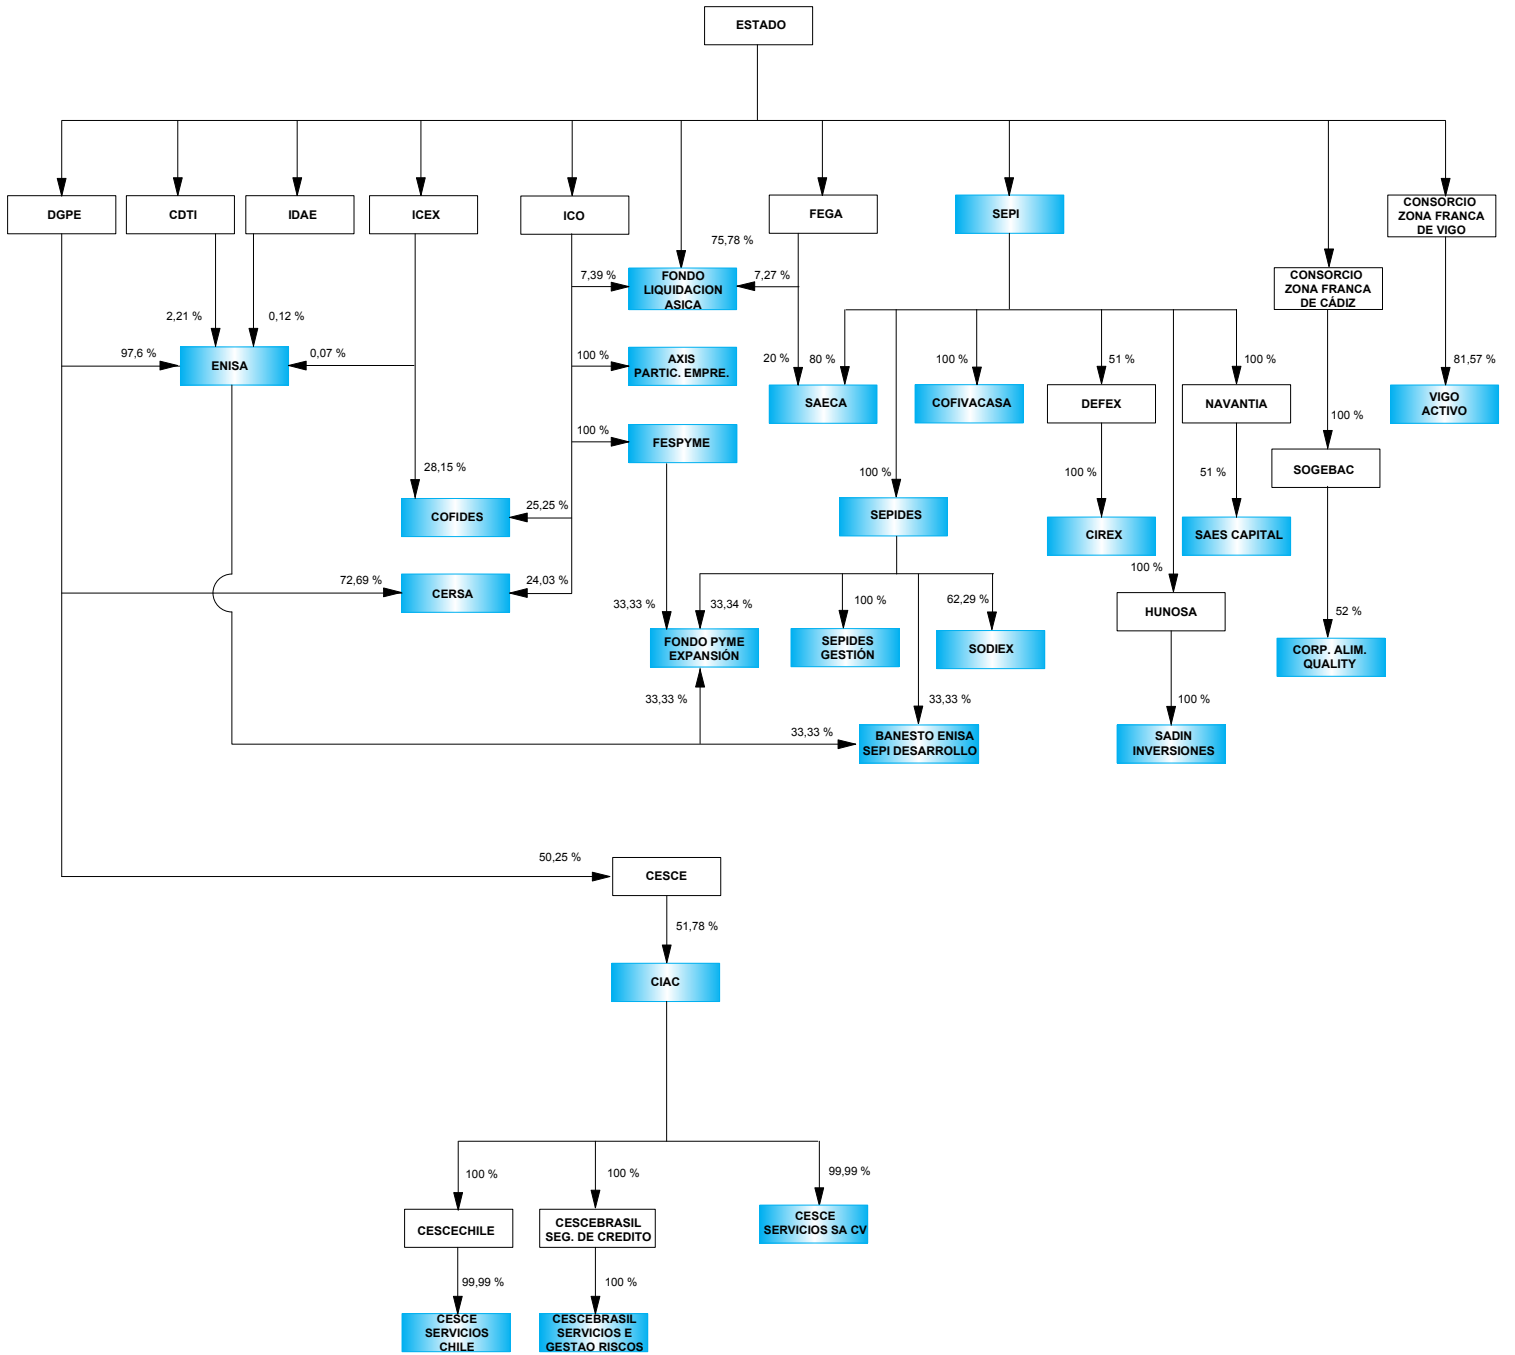 ESTADO
DGPE
CDTI
IDAE
ICEX
ICO
FEGA
SEPI
CONSORCIO
ZONA FRANCA
DE VIGO
75,78 %
7,39 %
FONDO
LIQUIDACION
ASICA
7,27 %
CONSORCIO
ZONA FRANCA
DE CÁDIZ
2,21 %
0,12 %
97,6 %
ENISA
0,07 %
100 %
AXIS
PARTIC. EMPRE.
20 %
80 %
100 %
51 %
100 %
81,57 %
SAECA
COFIVACASA
DEFEX
NAVANTIA
VIGO
ACTIVO
100 %
FESPYME
100 %
28,15 %
100 %
100 %
51 %
SOGEBAC
25,25 %
COFIDES
SEPIDES
CIREX
SAES CAPITAL
100 %
72,69 %
CERSA
24,03 %
33,33 %
33,34 %
100 %
62,29 %
HUNOSA
52 %
FONDO PYME
EXPANSIÓN
SEPIDES
GESTIÓN
SODIEX
CORP. ALIM.
QUALITY
33,33 %
33,33 %
100 %
33,33 %
BANESTO ENISA
SEPI DESARROLLO
SADIN
INVERSIONES
50,25 %
CESCE
51,78 %
CIAC
100 %
100 %
99,99 %
CESCECHILE
CESCEBRASIL
SEG. DE CREDITO
CESCE
SERVICIOS SA CV
99,99 %
100 %
CESCE
SERVICIOS
CHILE
CESCEBRASIL
SERVICIOS E
GESTAO RISCOS